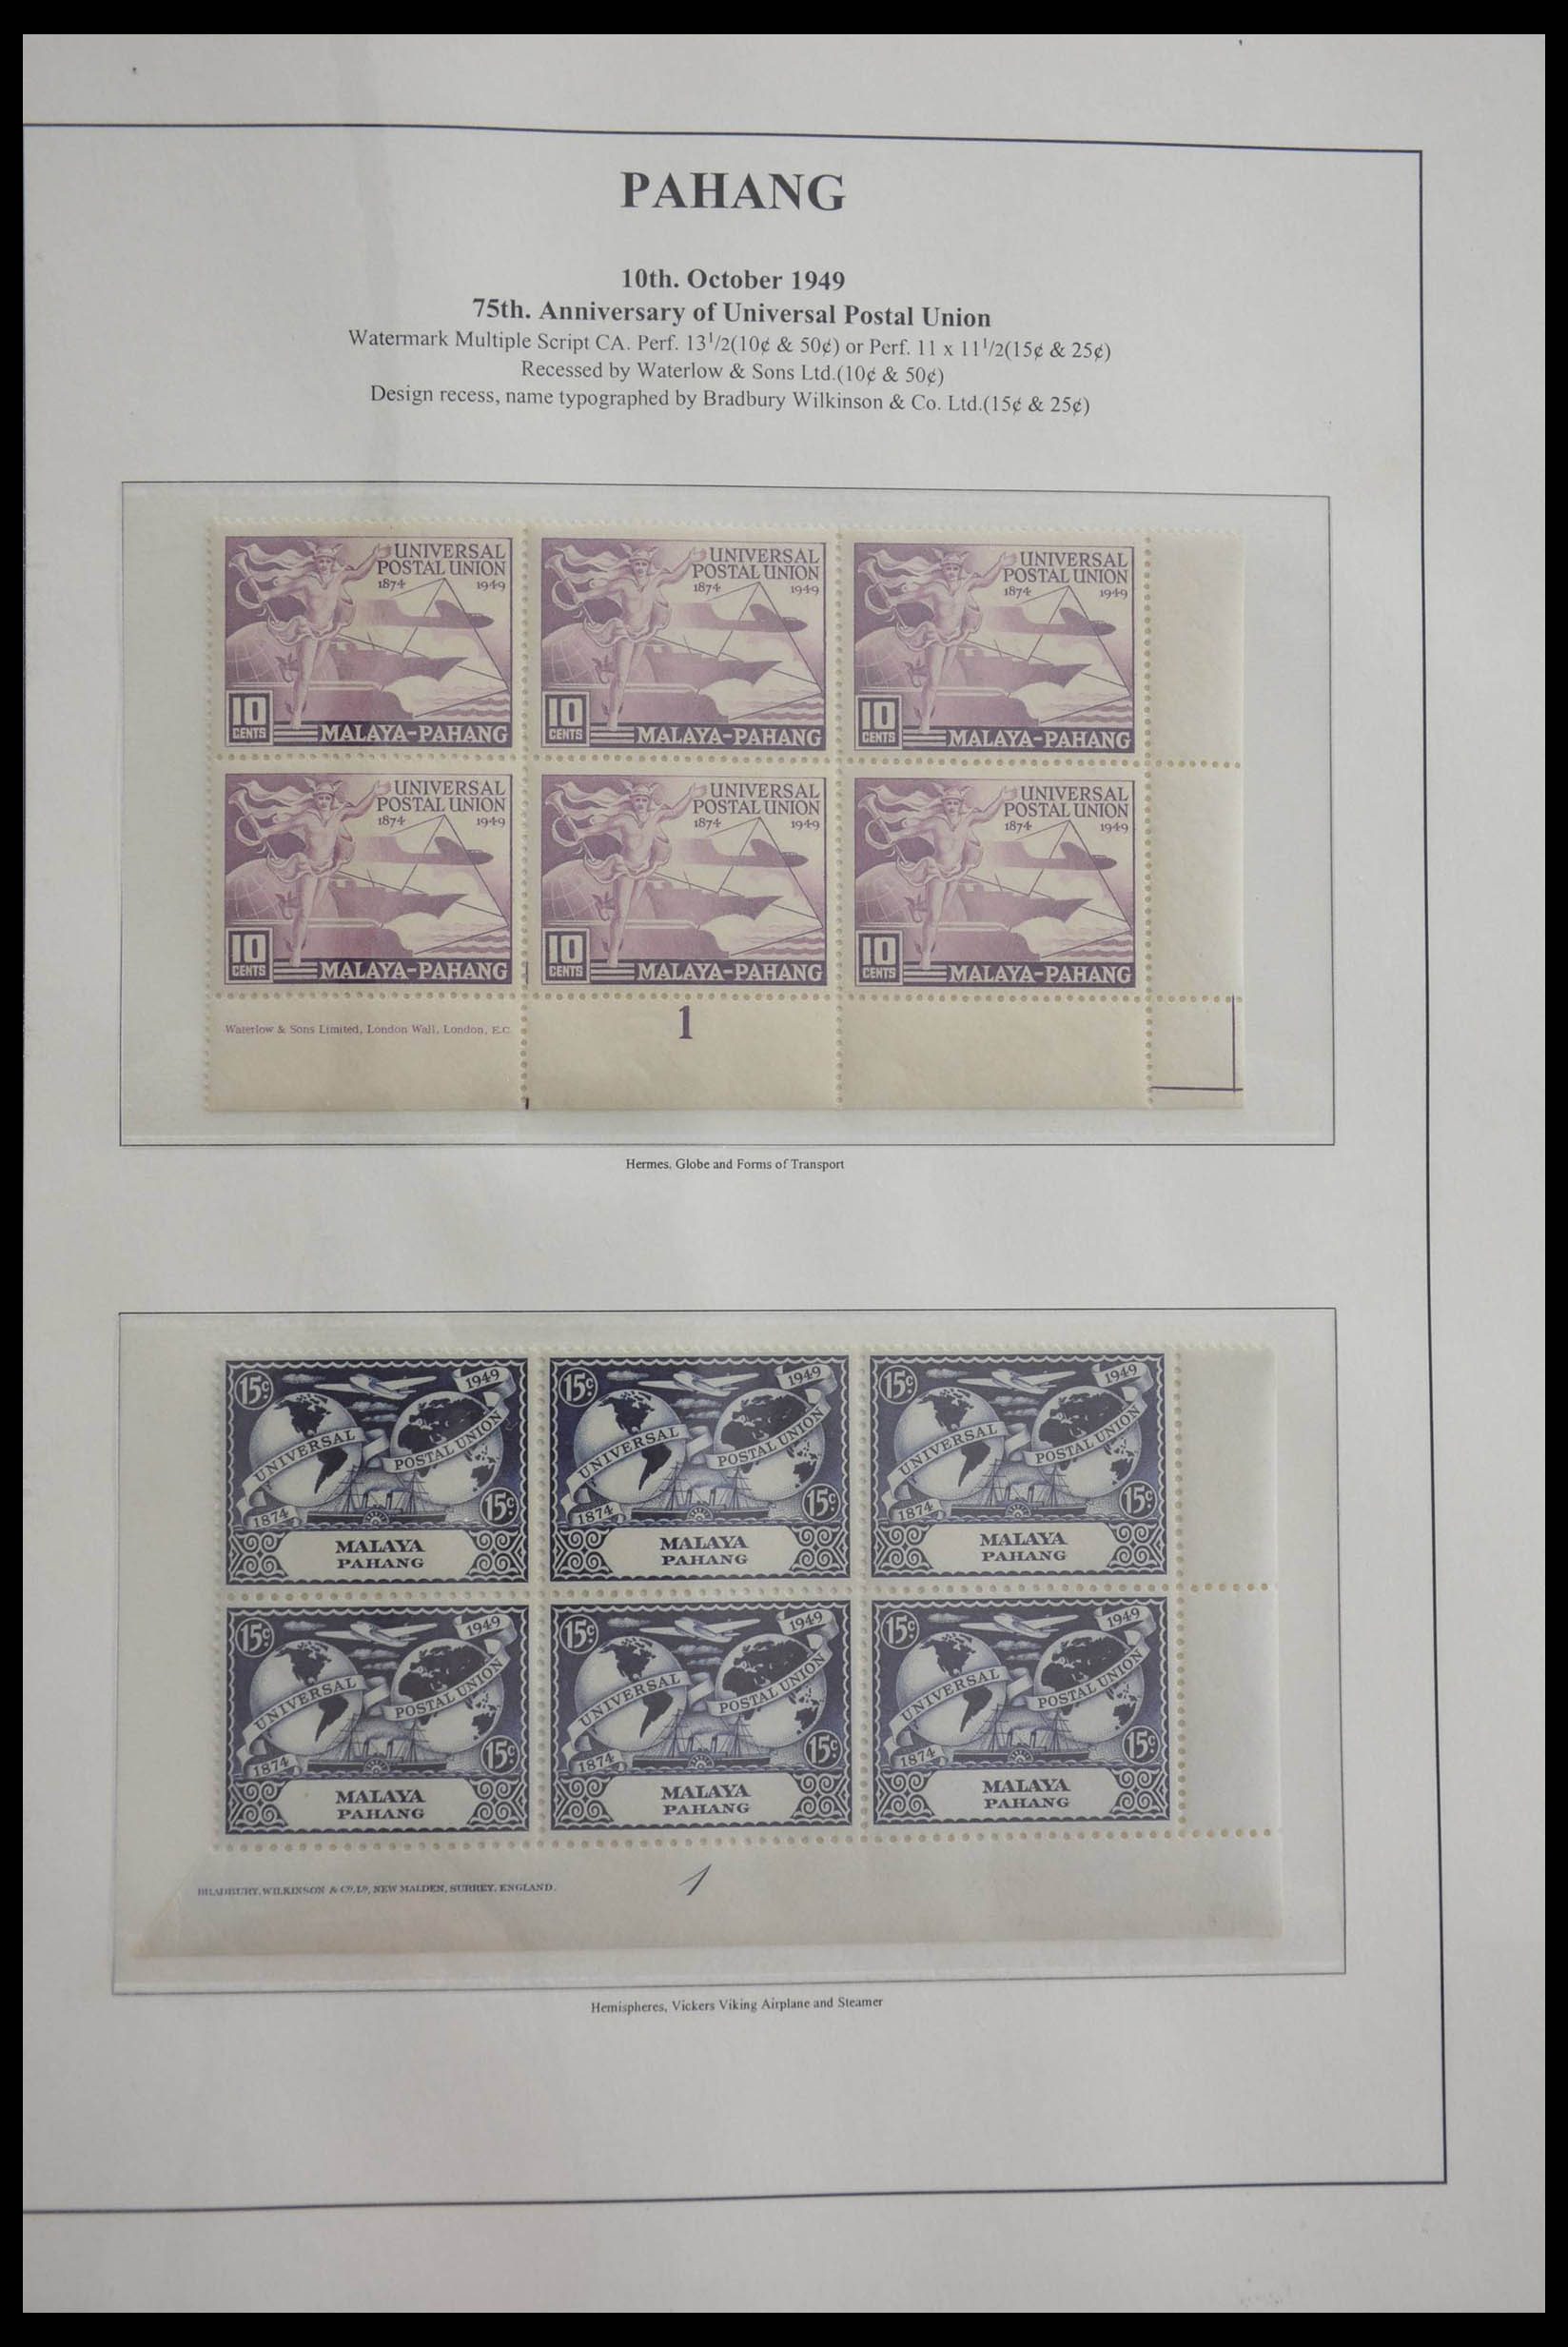 PAHANG
10th. October 1949
75th. Anniversary of Universal Postal Union
Watermark Multiple Script CA. Perf. 13¹/2(10¢ & 50¢) or Perf. 11 x 11¹/2(15¢ & 25¢)
Recessed by Waterlow & Sons Ltd.(10¢ & 50¢)
Design recess, name typographed by Bradbury Wilkinson & Co. Ltd.(15¢ & 25¢)
UNIVERSAL
POSTAL UNION
1874 1949
10
CENTS
MALAYA-PAHANG
UNIVERSAL
POSTAL UNION
1874 1949
10
CENTS
MALAYA-PAHANG
UNIVERSAL
POSTAL UNION
1874 1949
10
CENTS
MALAYA-PAHANG
UNIVERSAL
POSTAL UNION
1874 1949
10
CENTS
MALAYA-PAHANG
UNIVERSAL
POSTAL UNION
1874 1949
10
CENTS
MALAYA-PAHANG
UNIVERSAL
POSTAL UNION
1874 1949
10
CENTS
MALAYA-PAHANG
Waterlow & Sons Limited, London Wall, London, E.C.
1
Hermes, Globe and Forms of Transport
15c
1949
UNIVERSAL
POSTAL UNION
1874
15c
MALAYA
PAHANG
15c
1949
UNIVERSAL
POSTAL UNION
1874
15c
MALAYA
PAHANG
15c
1949
UNIVERSAL
POSTAL UNION
1874
15c
MALAYA
PAHANG
15c
1949
UNIVERSAL
POSTAL UNION
1874
15c
MALAYA
PAHANG
15c
1949
UNIVERSAL
POSTAL UNION
1874
15c
MALAYA
PAHANG
15c
1949
UNIVERSAL
POSTAL UNION
1874
15c
MALAYA
PAHANG
BRADBURY, WILKINSON & Co, Ld, NEW MALDEN, SURREY, ENGLAND.
1
Hemispheres, Vickers Viking Airplane and Steamer